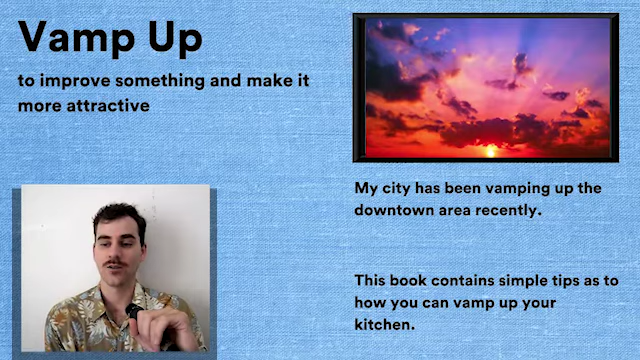 Vamp Up
to improve something and make it
more attractive
My city has been vamping up the
downtown area recently.
This book contains simple tips as to
how you can vamp up your
kitchen.